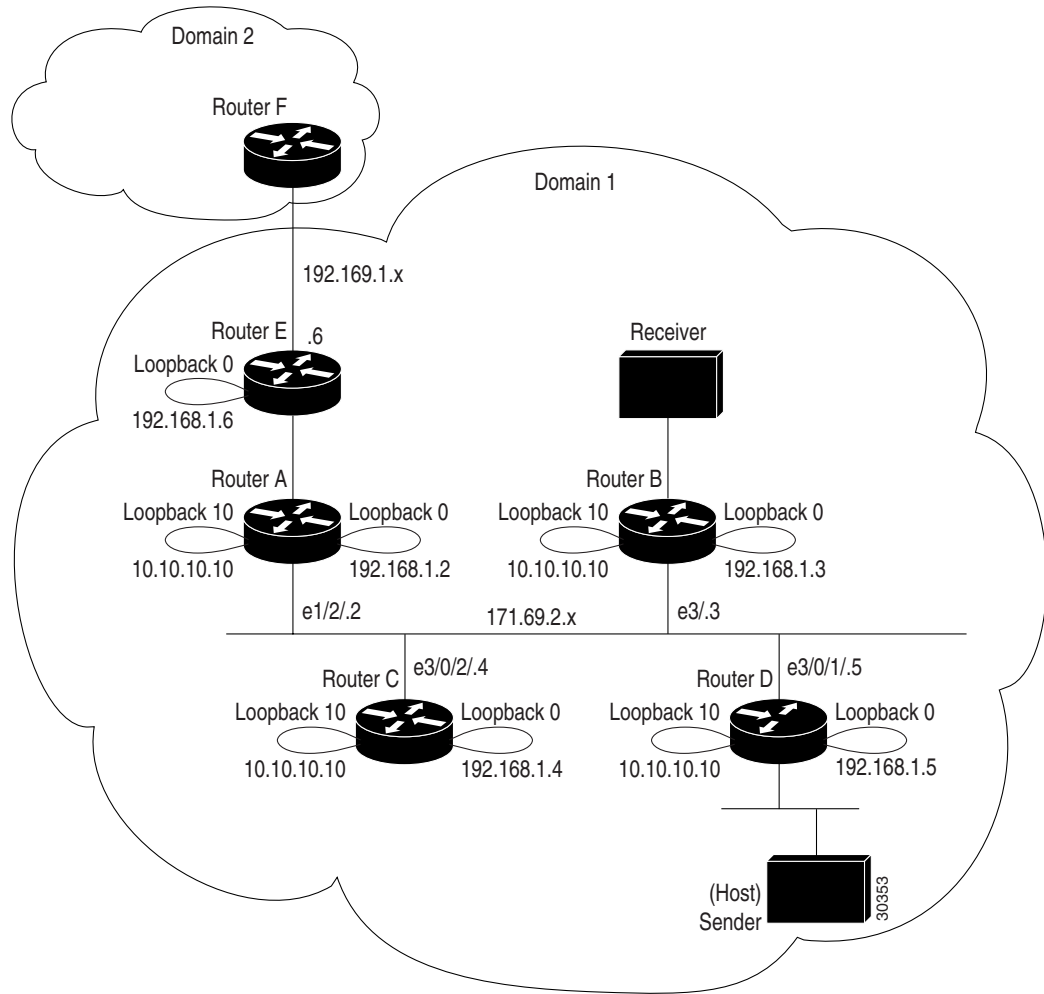 Domain 2
Router F
Domain 1
192.169.1.x
Router E
.6
Receiver
Loopback 0
192.168.1.6
Router A
Router B
Loopback 10
Loopback 0
Loopback 10
Loopback 0
10.10.10.10
192.168.1.2
10.10.10.10
192.168.1.3
e1/2/.2
171.69.2.x
e3/.3
e3/0/2/.4
e3/0/1/.5
Router C
Router D
Loopback 10
Loopback 0
Loopback 10
Loopback 0
10.10.10.10
192.168.1.4
10.10.10.10
192.168.1.5
(Host)
Sender
30353